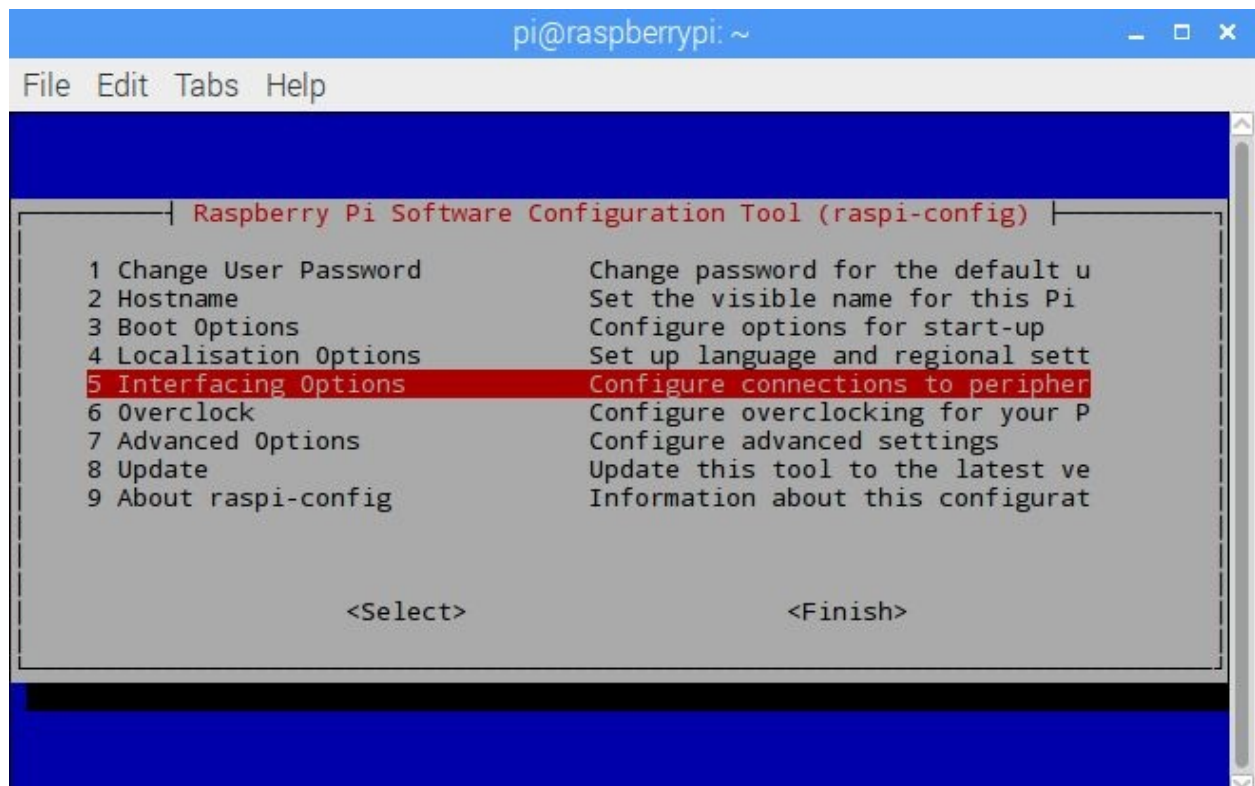 pi@raspberrypi: ~
File Edit Tabs Help
Raspberry Pi Software Configuration Tool (raspi-config)
1 Change User Password Change password for the default u
2 Hostname Set the visible name for this Pi
3 Boot Options Configure options for start-up
4 Localisation Options Set up language and regional sett
5 Interfacing Options Configure connections to peripher
6 Overclock Configure overclocking for your P
7 Advanced Options Configure advanced settings
8 Update Update this tool to the latest ve
9 About raspi-config Information about this configurat
<Select> <Finish>